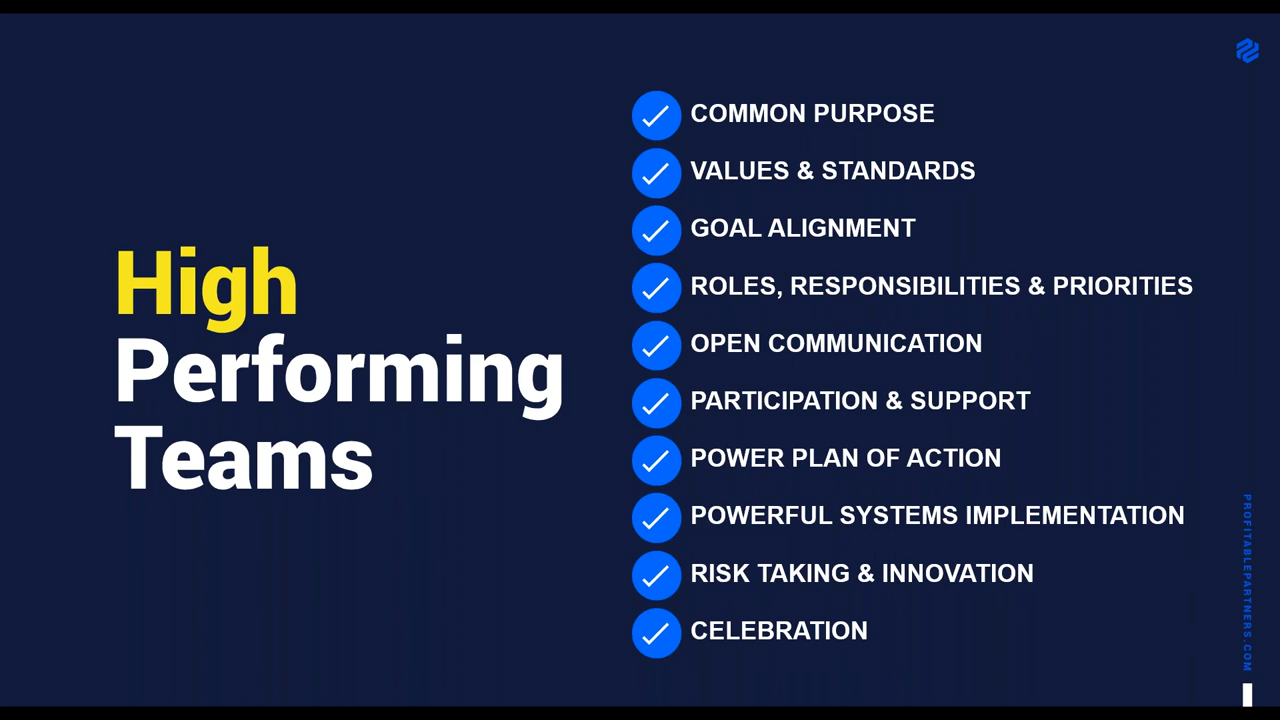 High
Performing
Teams
COMMON PURPOSE
VALUES & STANDARDS
GOAL ALIGNMENT
ROLES, RESPONSIBILITIES & PRIORITIES
OPEN COMMUNICATION
PARTICIPATION & SUPPORT
POWER PLAN OF ACTION
POWERFUL SYSTEMS IMPLEMENTATION
RISK TAKING & INNOVATION
CELEBRATION
PROFITABLEPARTNERS.COM